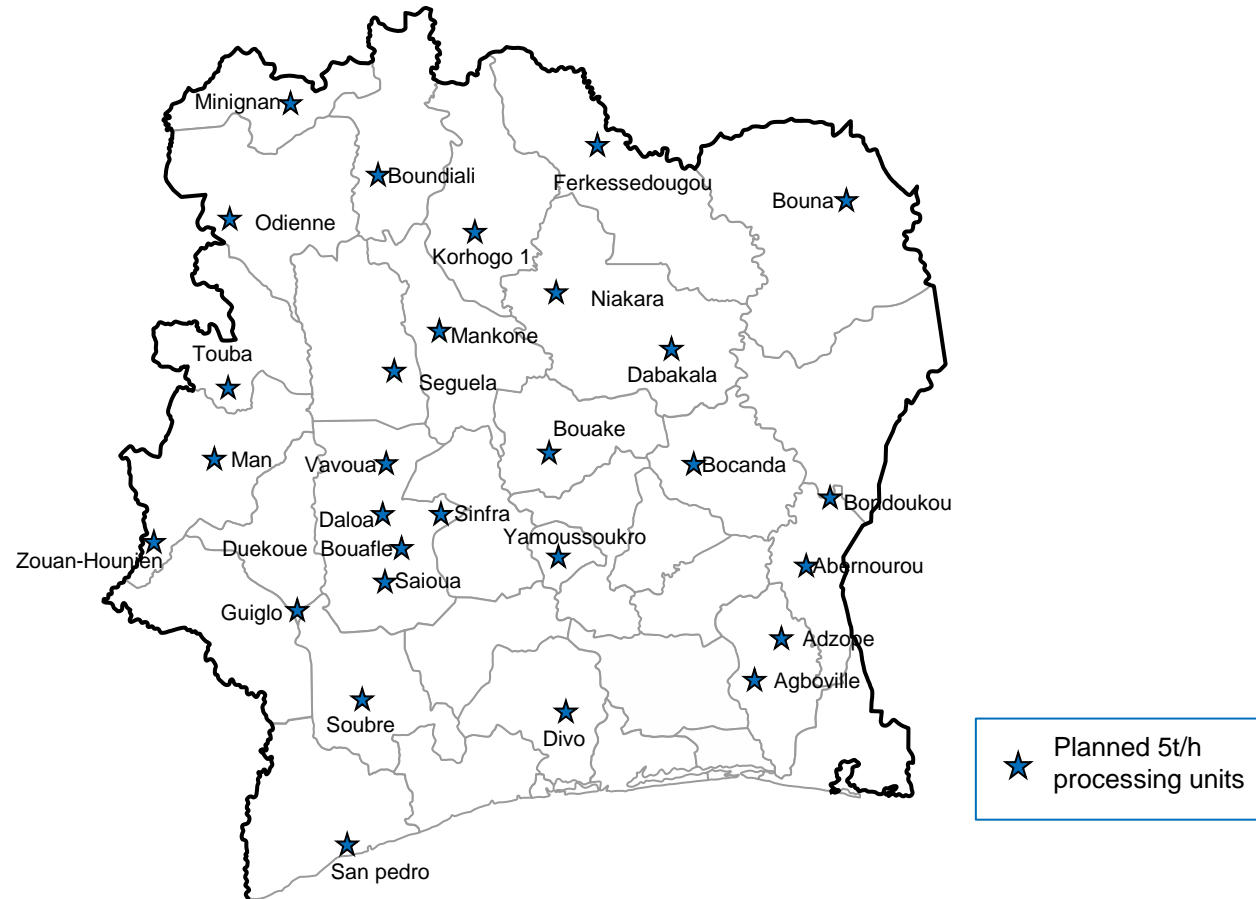 Minignan
Boundiali
Ferkessedougou
Bouna
Odienne
Korhogo 1
Niakara
Mankone
Touba
Dabakala
Seguela
Bouake
Man
Vavoua
Bocanda
Bondoukou
Daloa
Sinfra
Yamoussoukro
Zouan-Hounien
Duekoue
Bouafle
Abernourou
Saioua
Guiglo
Adzope
Agboville
Soubre
Divo
Planned 5t/h
processing units
San pedro